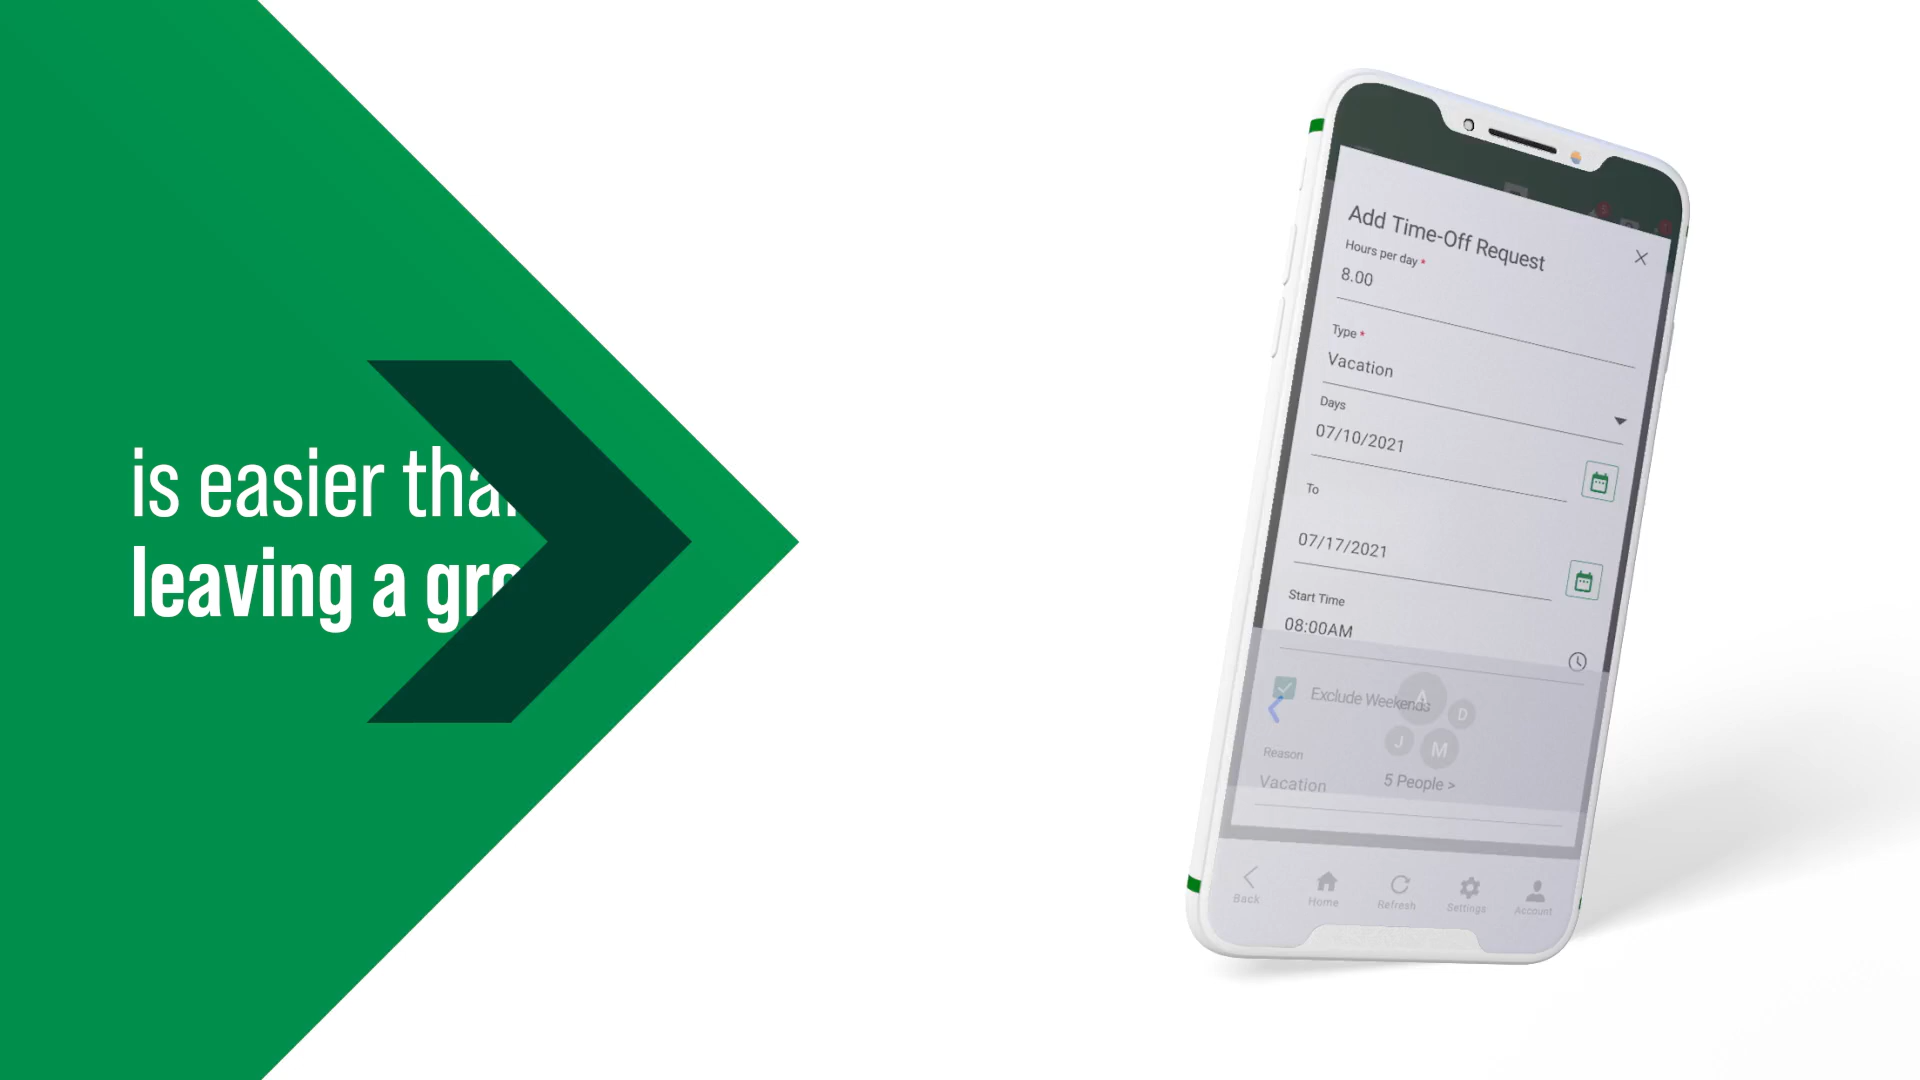 is easier tha
leaving a gr
Add Time-Off Request
Hours per day *
8.00
Type *
Vacation
Days
07/10/2021
To
07/17/2021
Start Time
08:00AM
Exclude Weekends
A
D
J
M
Reason
Vacation
5 People >
Back
Home
Refresh
Settings
Account